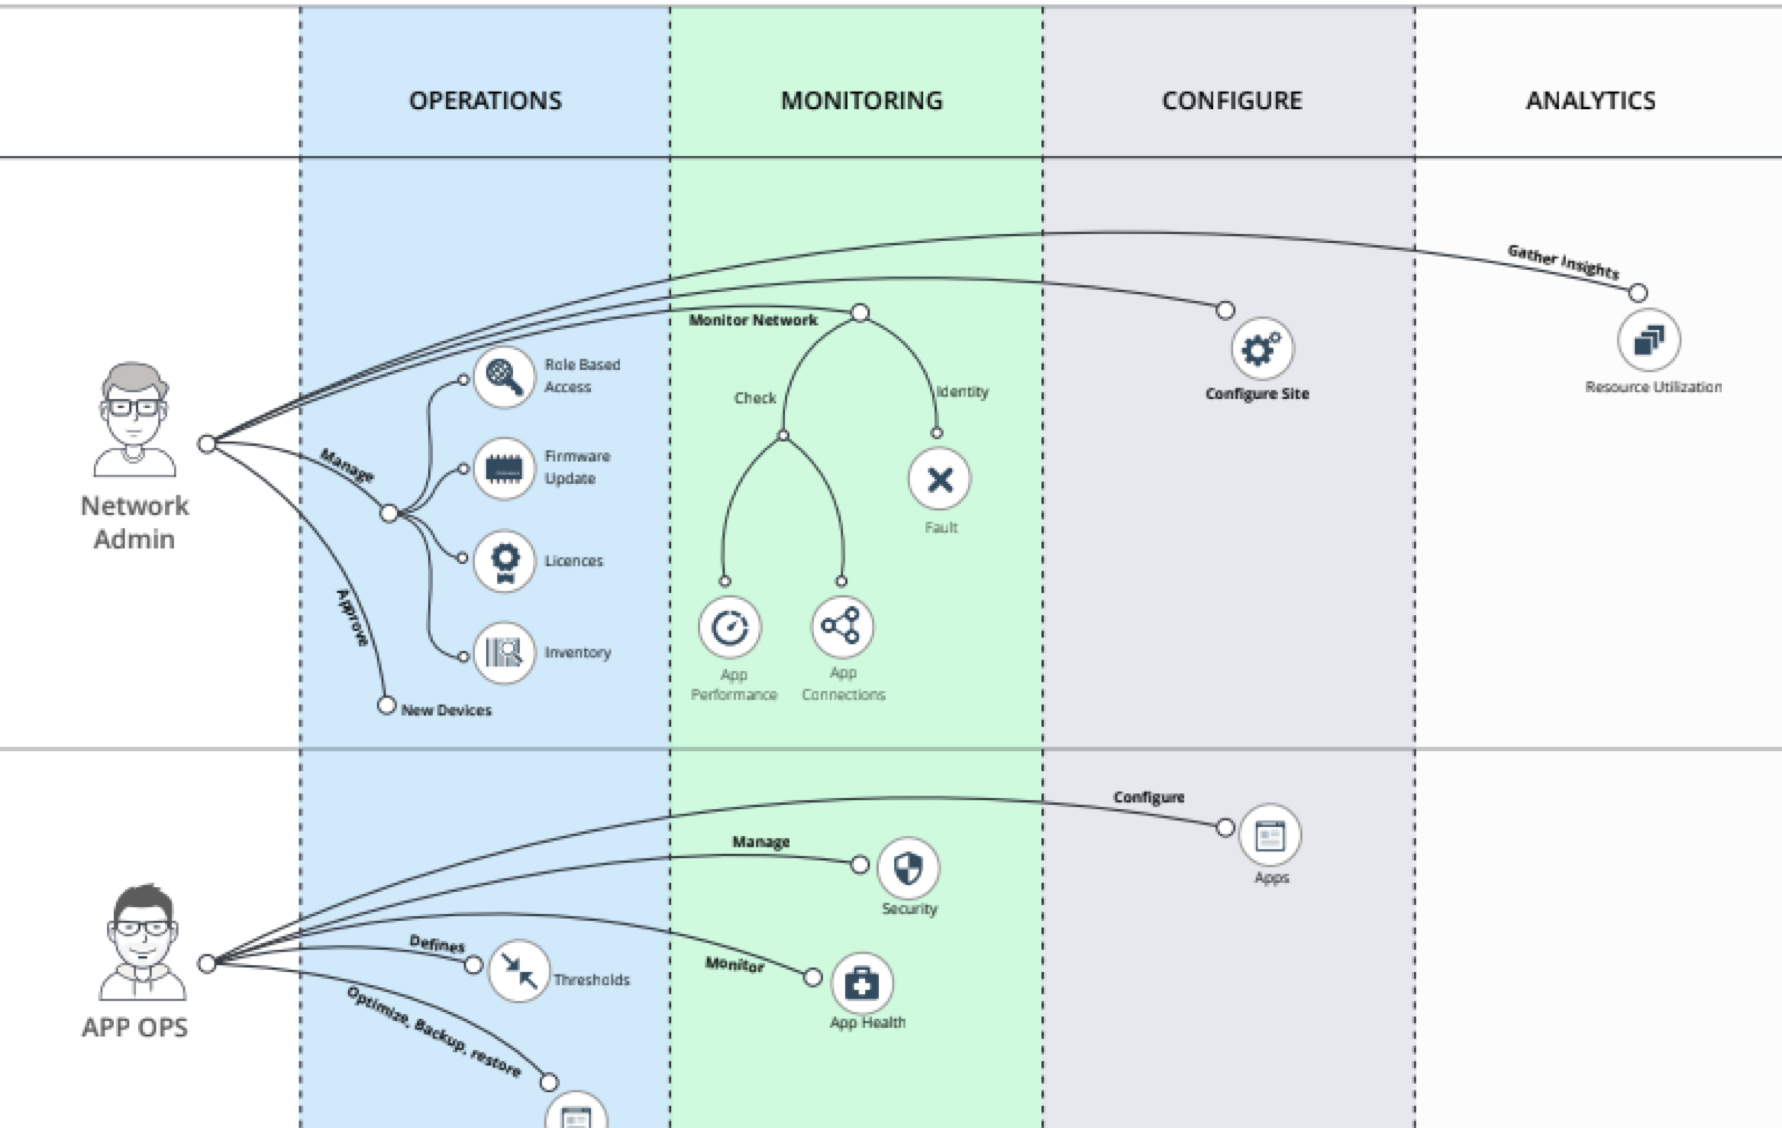 OPERATIONS
MONITORING
CONFIGURE
ANALYTICS
Gather Insights
Monitor Network
Role Based
Access
Check
Identity
Configure Site
Resource Utilization
Manage
Firmware
Update
Network
Admin
Fault
Licences
Approve
Inventory
App
Performance
App
Connections
New Devices
Configure
Manage
Apps
Security
Defines
Monitor
Thresholds
Optimize, Backup, restore
App Health
APP OPS